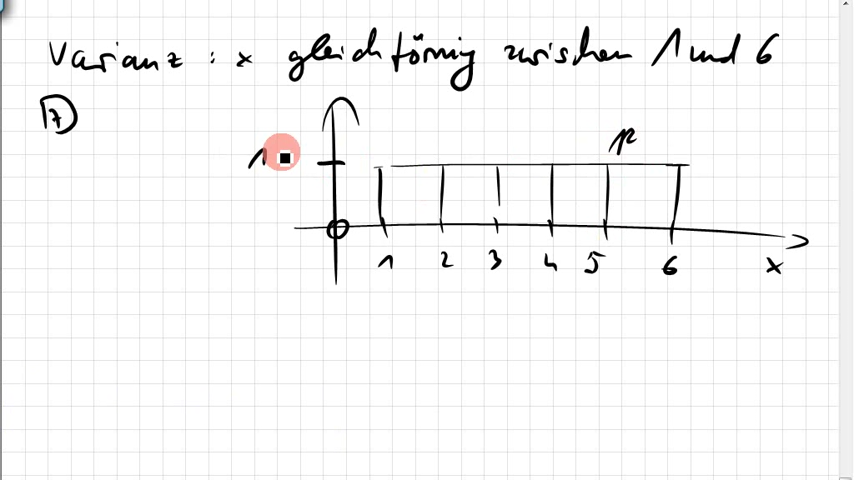 Varianz : x gleichförmig zwischen 1 und 6
7
p
1
0
1 2 3 4 5 6 x